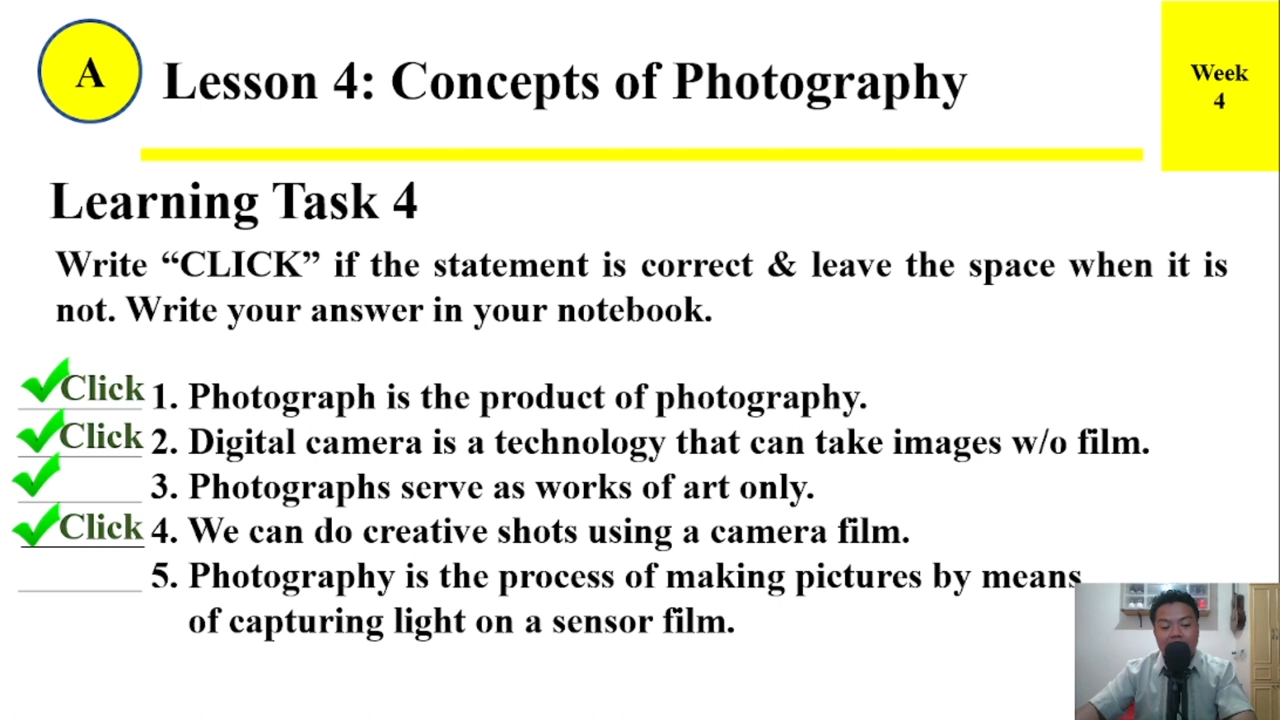 A
Lesson 4: Concepts of Photography
Week
4
Learning Task 4
Write “CLICK” if the statement is correct & leave the space when it is
not. Write your answer in your notebook.
Click 1. Photograph is the product of photography.
Click 2. Digital camera is a technology that can take images w/o film.
3. Photographs serve as works of art only.
Click 4. We can do creative shots using a camera film.
5. Photography is the process of making pictures by means
of capturing light on a sensor film.